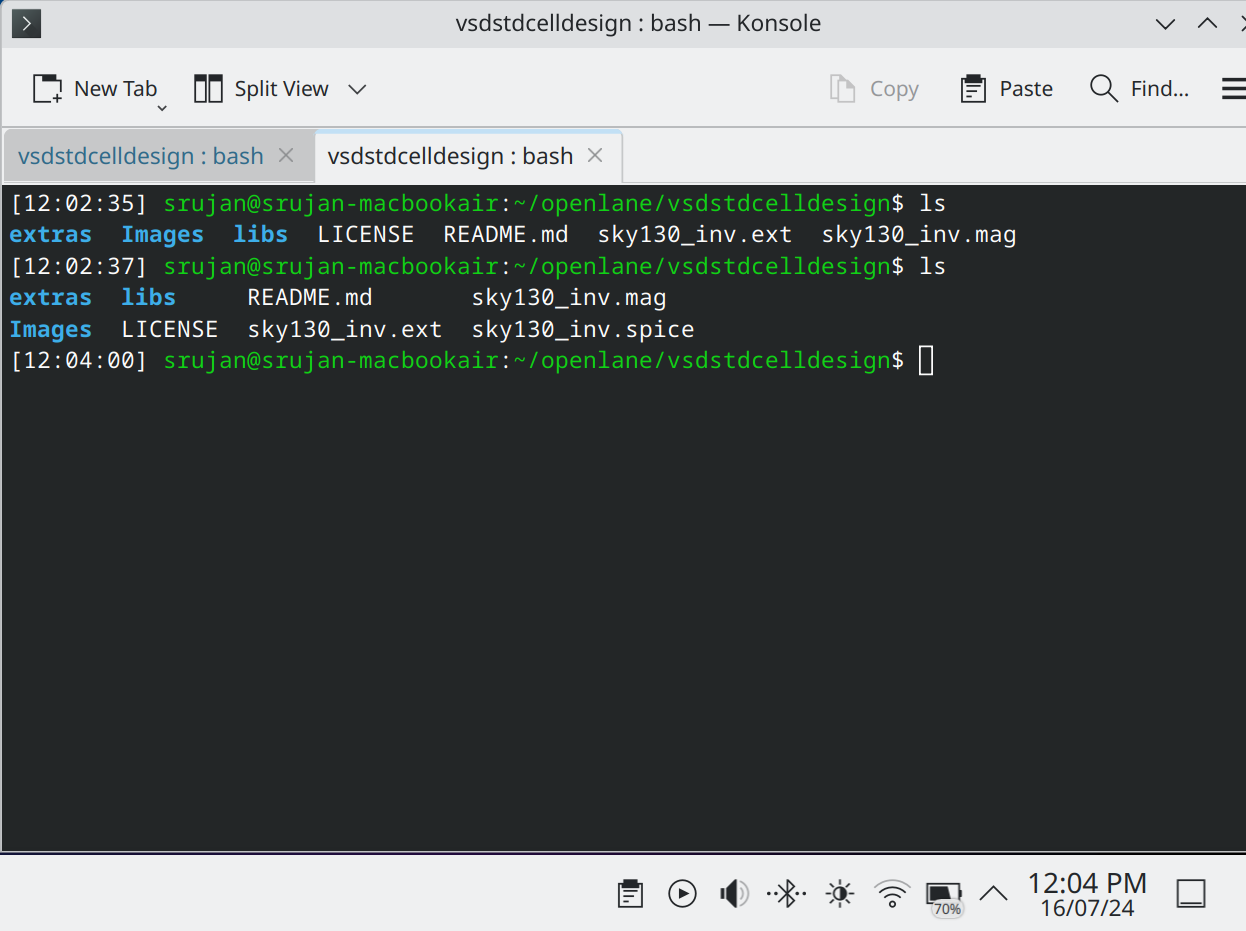 vsdstdcelldesign : bash — Konsole
New Tab Split View Copy Paste Find...
vsdstdcelldesign : bash vsdstdcelldesign : bash
[12:02:35] srujan@srujan-macbookair:~/openlane/vsdstdcelldesign$ ls
extras Images libs LICENSE README.md sky130_inv.ext sky130_inv.mag
[12:02:37] srujan@srujan-macbookair:~/openlane/vsdstdcelldesign$ ls
extras libs README.md sky130_inv.mag
Images LICENSE sky130_inv.ext sky130_inv.spice
[12:04:00] srujan@srujan-macbookair:~/openlane/vsdstdcelldesign$
70%
12:04 PM
16/07/24